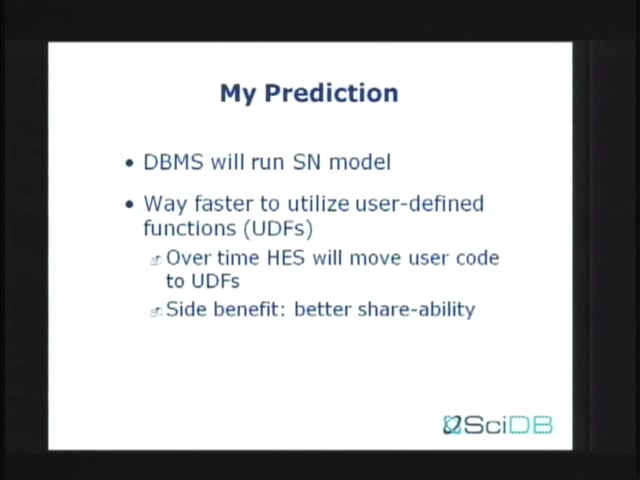 My Prediction
• DBMS will run SN model
• Way faster to utilize user-defined
functions (UDFs)
Over time HES will move user code
to UDFs
Side benefit: better share-ability
SciDB